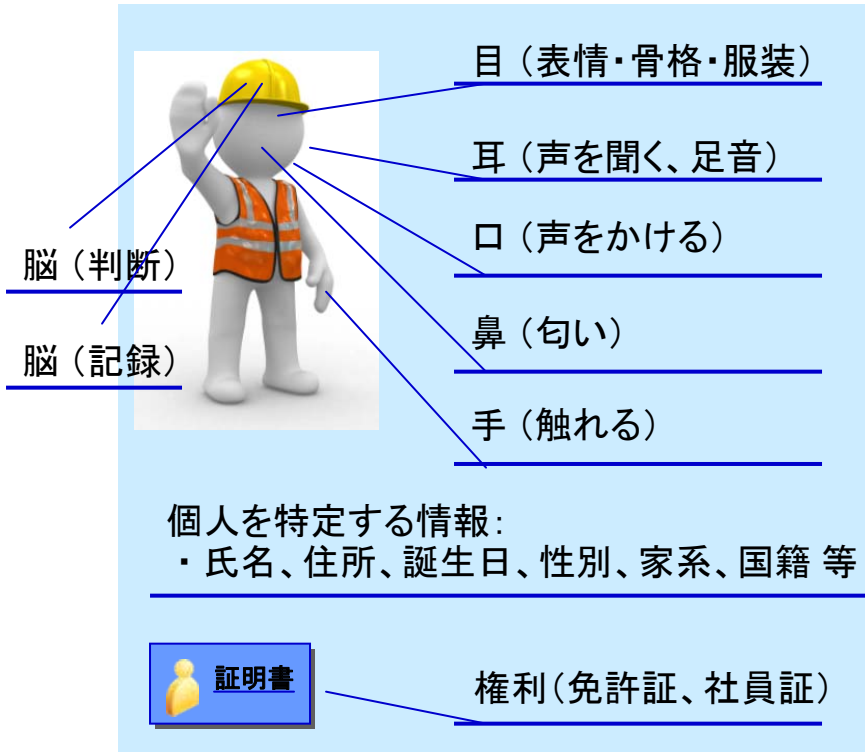 目（表情・骨格・服装）
耳（声を聞く、足音）
口（声をかける）
脳（判断）
鼻（匂い）
脳（記録）
手（触れる）
個人を特定する情報：
・氏名、住所、誕生日、性別、家系、国籍 等
証明書
権利（免許証、社員証）